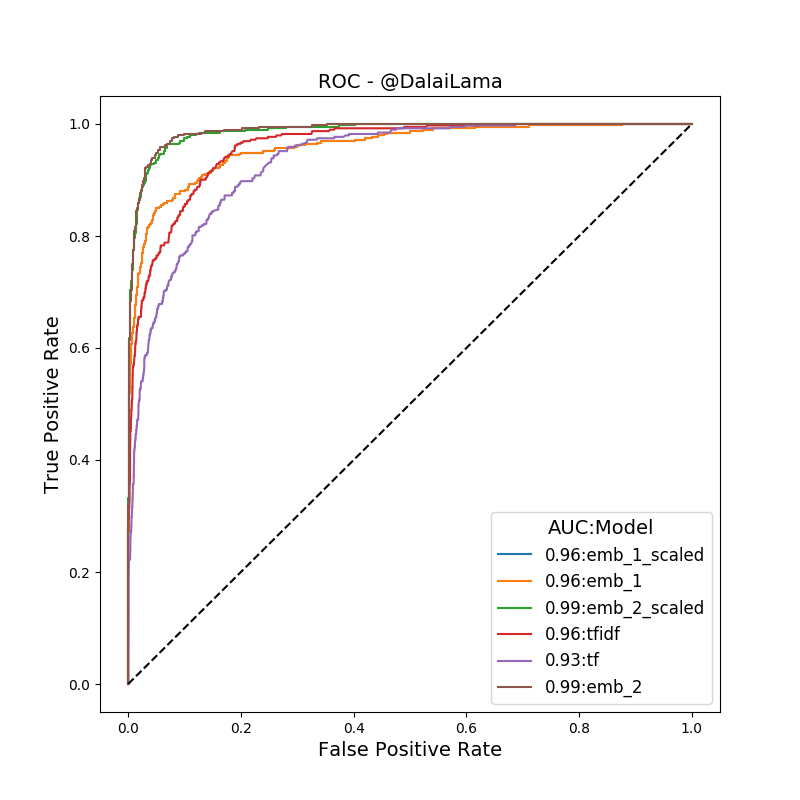 ROC - @DalaiLama
True Positive Rate
1.0
0.8
0.6
0.4
0.2
0.0
0.0 0.2 0.4 0.6 0.8 1.0
False Positive Rate
AUC:Model
0.96:emb_1_scaled
0.96:emb_1
0.99:emb_2_scaled
0.96:tfidf
0.93:tf
0.99:emb_2